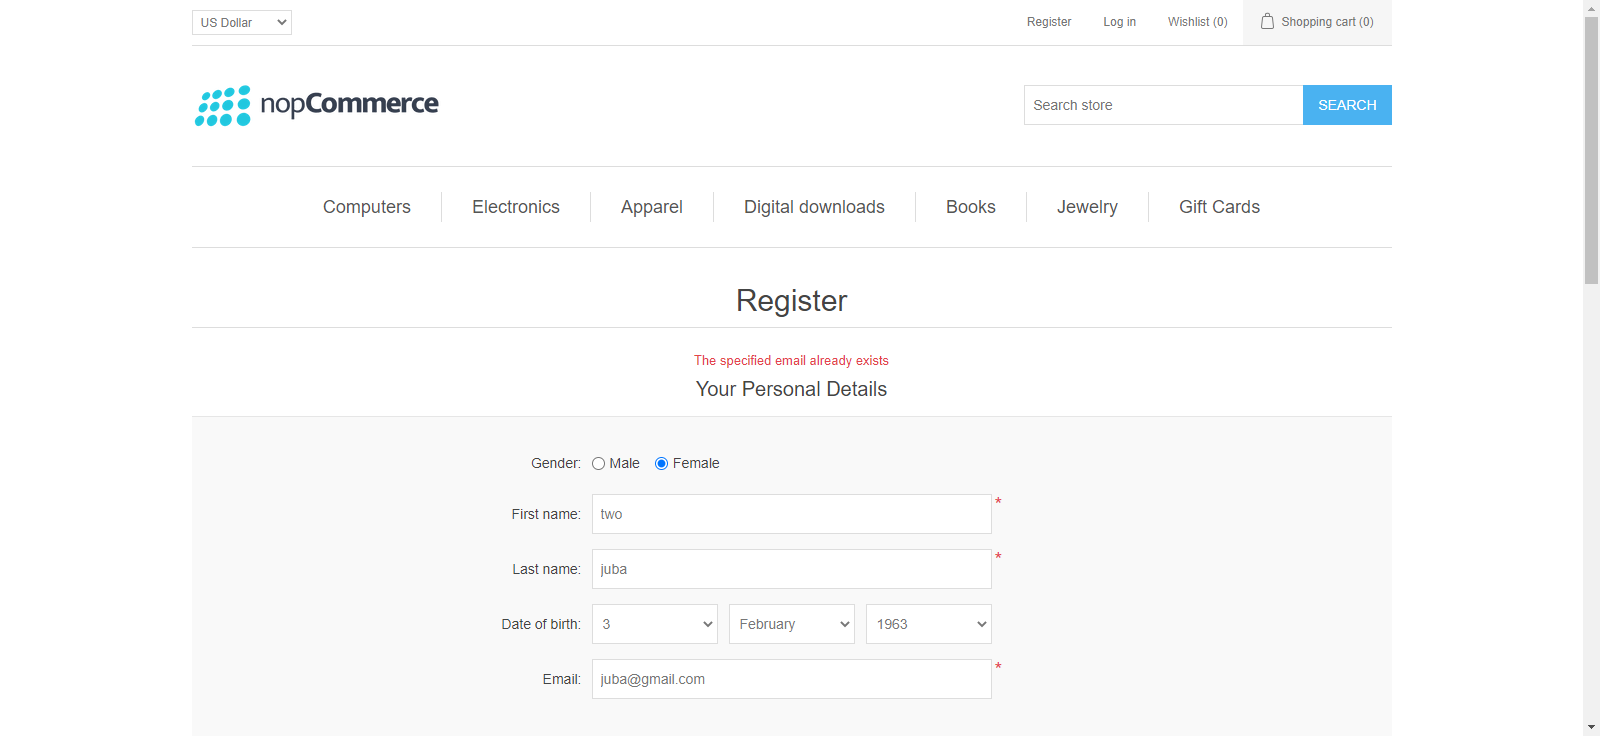 US Dollar Register Log in Wishlist (0) Shopping cart (0)
nopCommerce Search store SEARCH
Computers Electronics Apparel Digital downloads Books Jewelry Gift Cards
Register
The specified email already exists
Your Personal Details
Gender: Male Female
First name: two *
Last name: juba *
Date of birth: 3 February 1963
Email: juba@gmail.com *